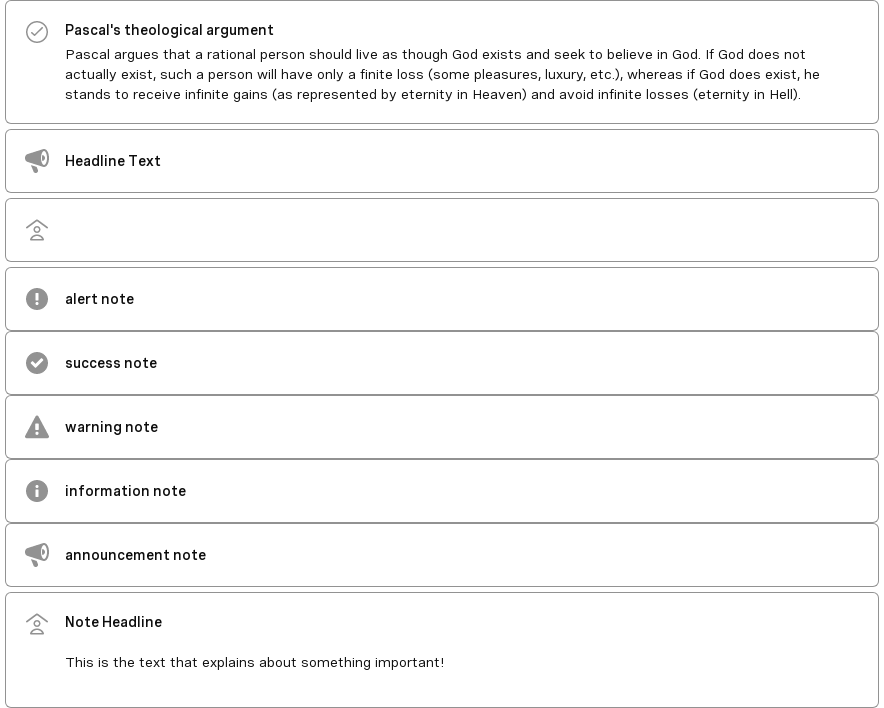 Pascal's theological argument
Pascal argues that a rational person should live as though God exists and seek to believe in God. If God does not
actually exist, such a person will have only a finite loss (some pleasures, luxury, etc.), whereas if God does exist, he
stands to receive infinite gains (as represented by eternity in Heaven) and avoid infinite losses (eternity in Hell).
Headline Text
alert note
success note
warning note
information note
announcement note
Note Headline
This is the text that explains about something important!